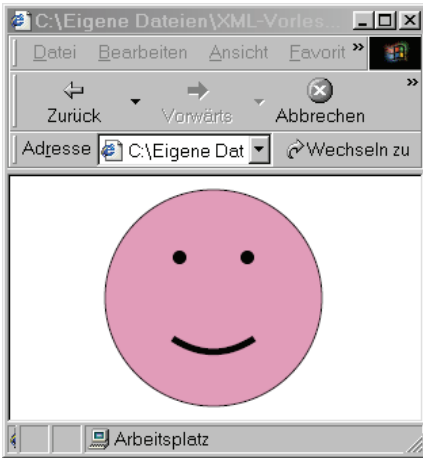 C:\Eigene Dateien\XML-Vorles...
Datei Bearbeiten Ansicht Favorit »
Zurück Vorwärts Abbrechen »
Adresse C:\Eigene Dat Wechseln zu
Arbeitsplatz